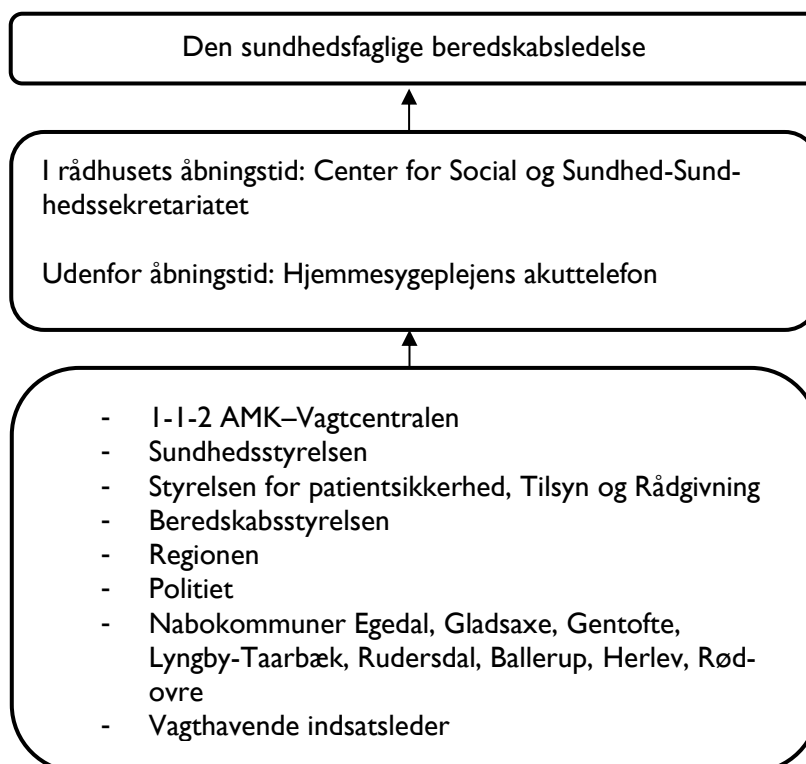 Den sundhedsfaglige beredskabsledelse
I rådhusets åbningstid: Center for Social og Sundhed-Sund-
hedssekretariatet
Udenfor åbningstid: Hjemmesygeplejens akuttelefon
- 1-1-2 AMK–Vagtcentralen
- Sundhedsstyrelsen
- Styrelsen for patientsikkerhed, Tilsyn og Rådgivning
- Beredskabsstyrelsen
- Regionen
- Politiet
- Nabokommuner Egedal, Gladsaxe, Gentofte,
Lyngby-Taarbæk, Rudersdal, Ballerup, Herlev, Rød-
ovre
- Vagthavende indsatsleder